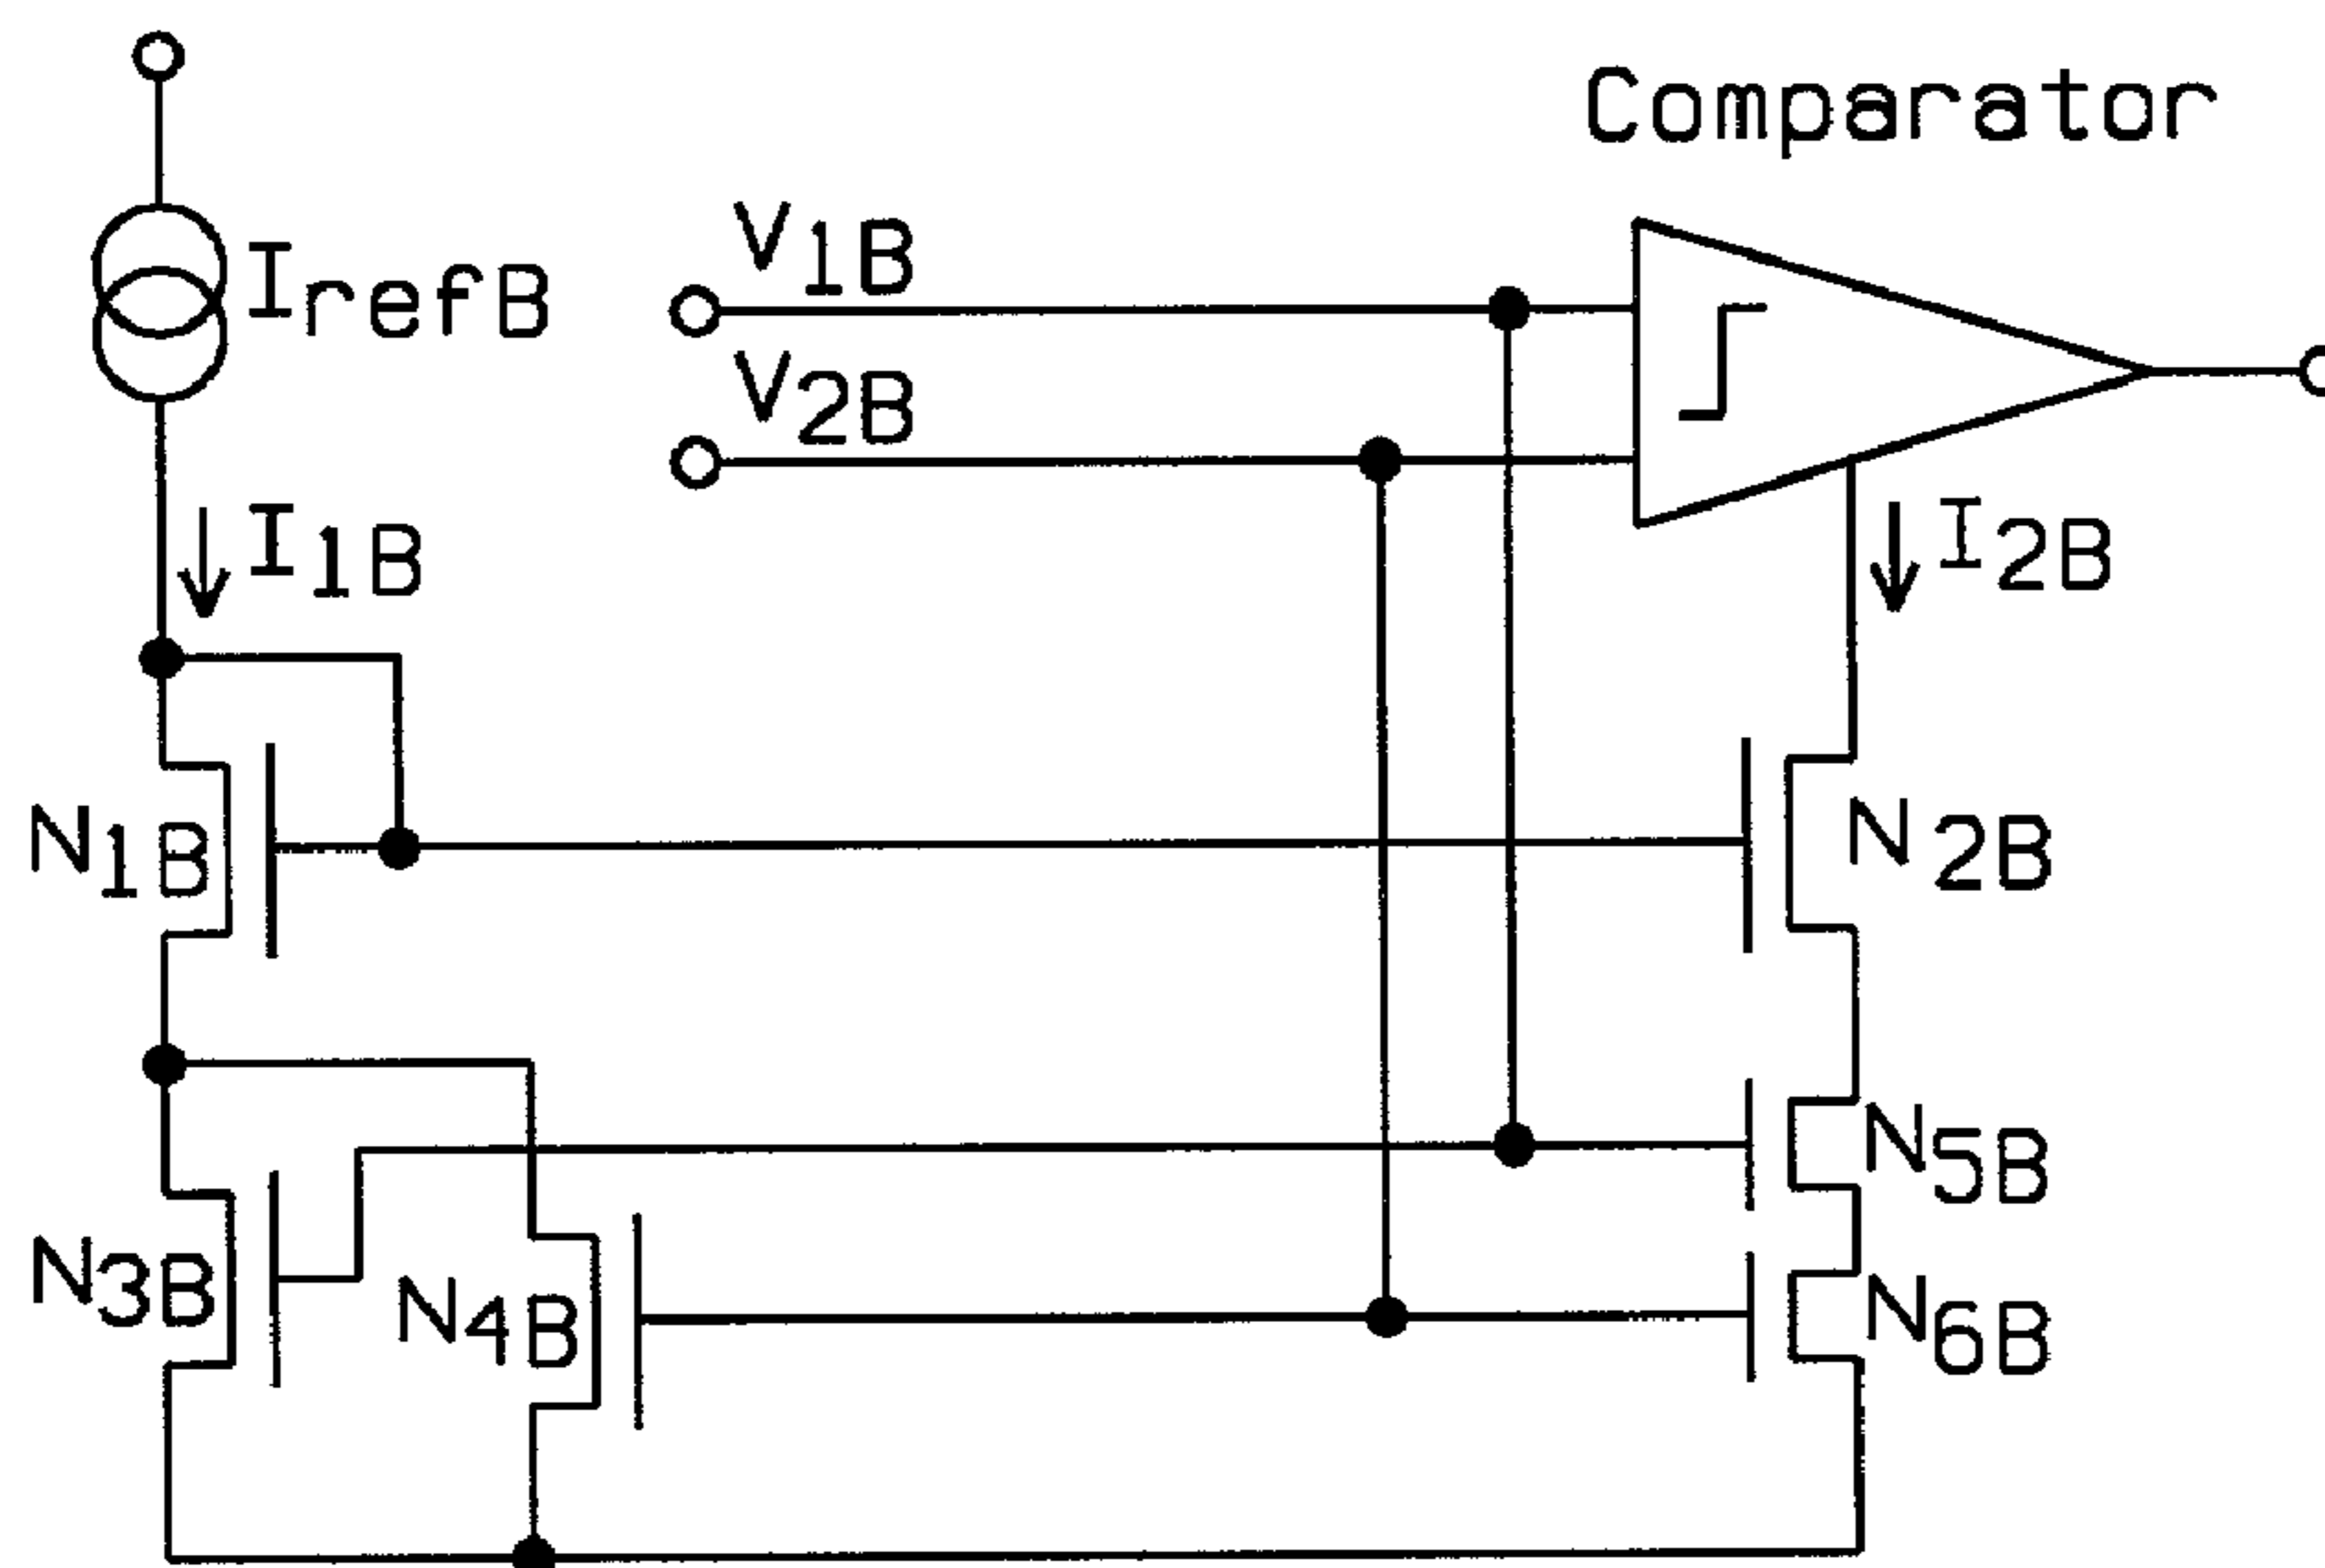 Comparator
IrefB
V1B
V2B
I1B
I2B
N1B
N2B
N5B
N3B
N4B
N6B